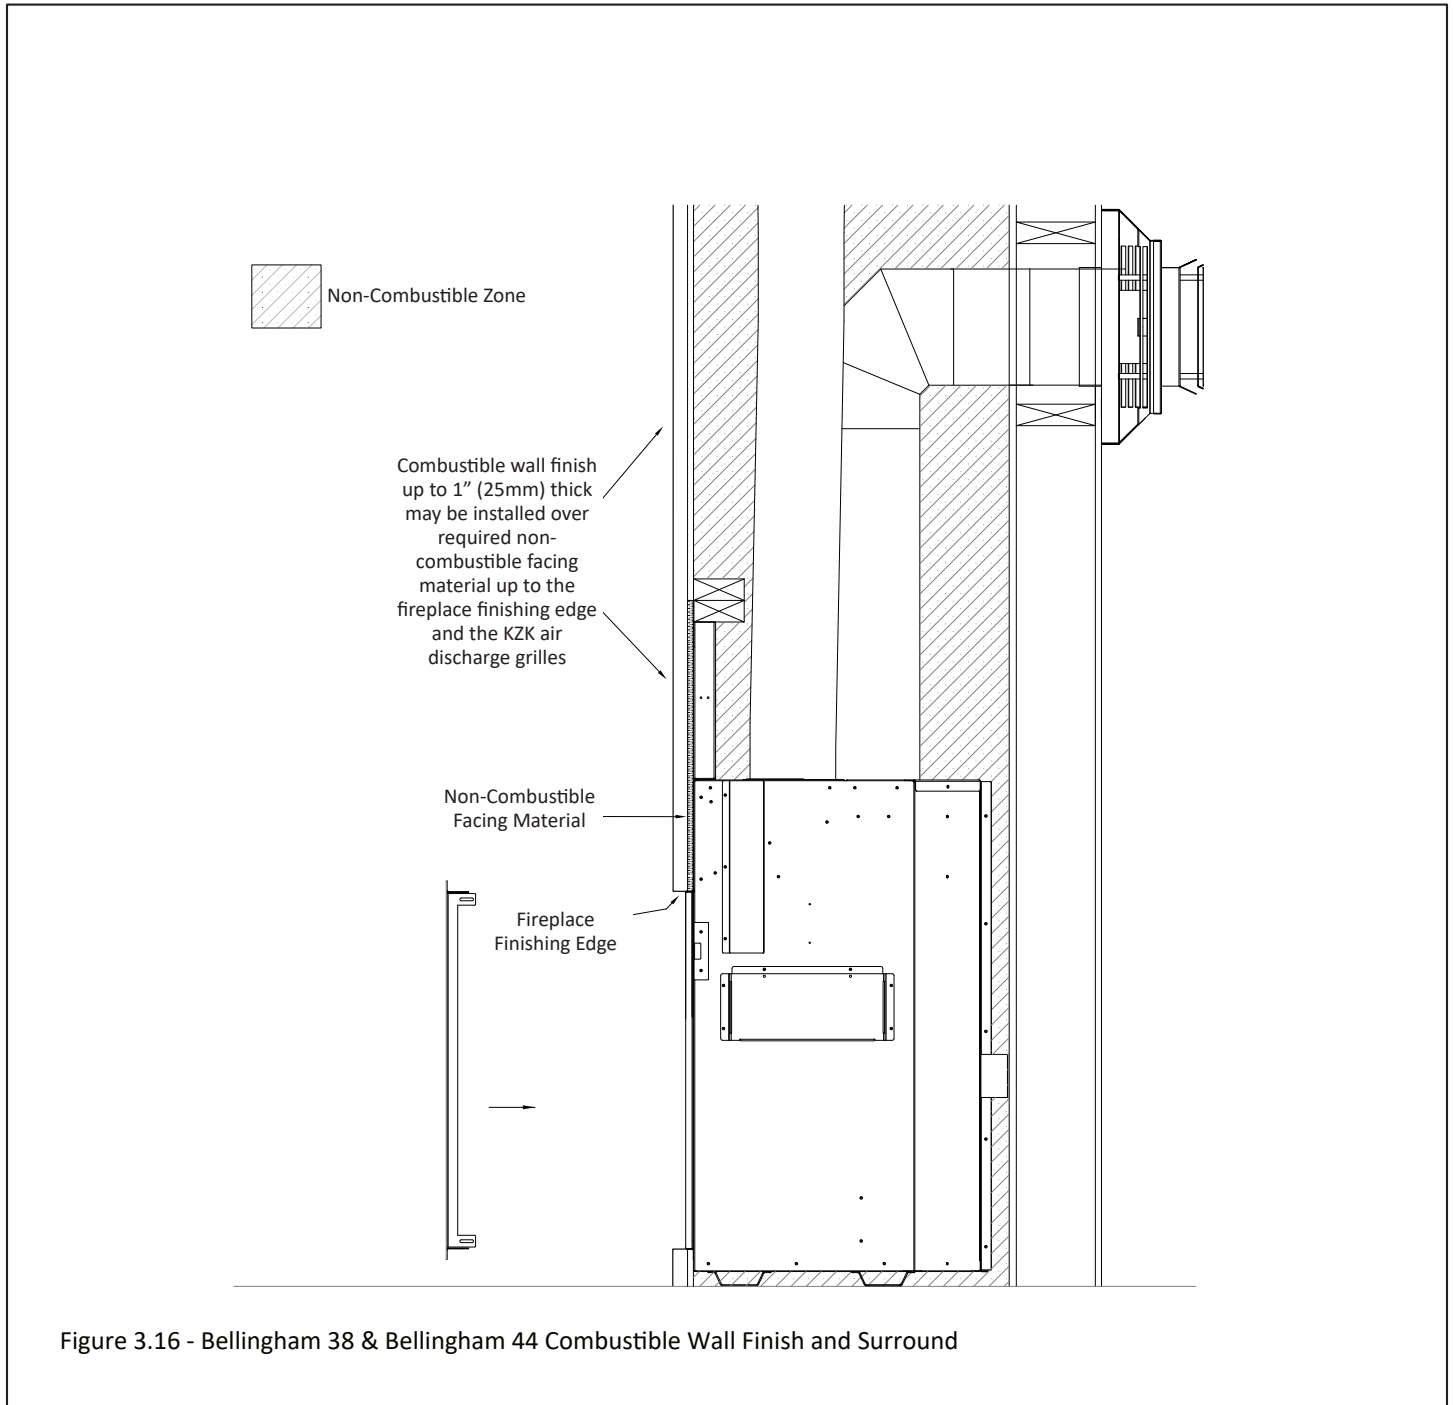 Non-Combustible Zone
Combustible wall finish
up to 1” (25mm) thick
may be installed over
required non-
combustible facing
material up to the
fireplace finishing edge
and the KZK air
discharge grilles
Non-Combustible
Facing Material
Fireplace
Finishing Edge
Figure 3.16 - Bellingham 38 & Bellingham 44 Combustible Wall Finish and Surround